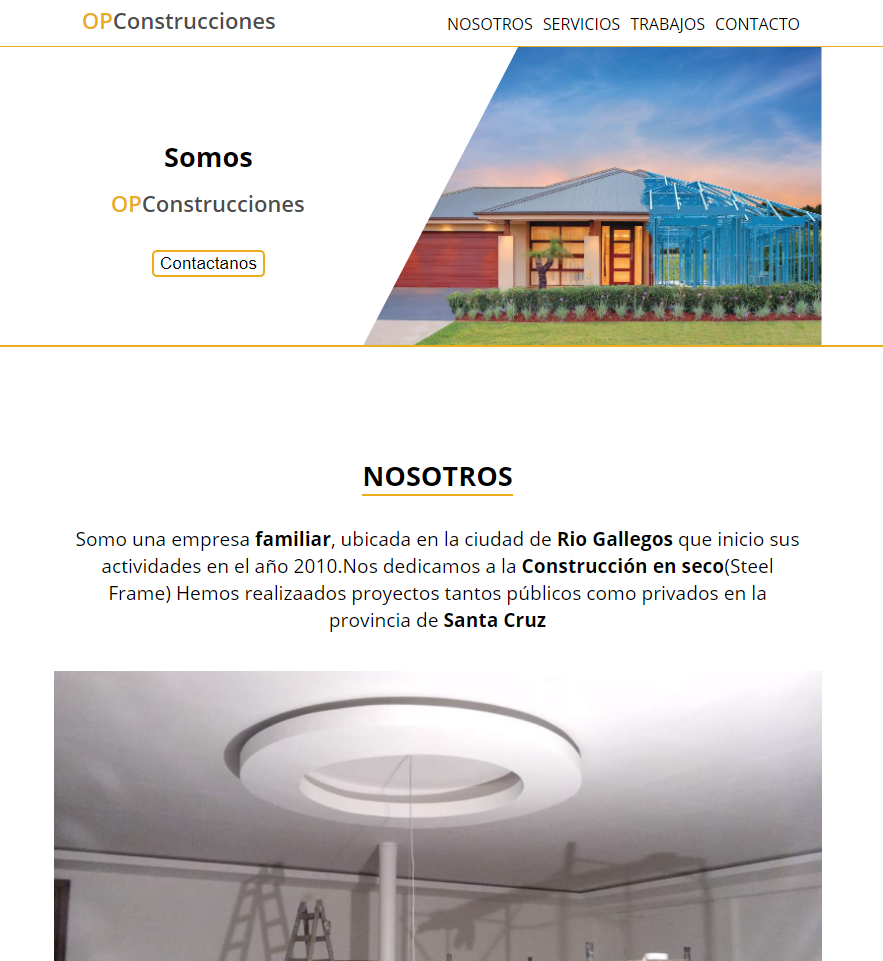 OPConstrucciones
NOSOTROS SERVICIOS TRABAJOS CONTACTO
Somos
OPConstrucciones
Contactanos
NOSOTROS
Somo una empresa familiar, ubicada en la ciudad de Rio Gallegos que inicio sus
actividades en el año 2010.Nos dedicamos a la Construcción en seco(Steel
Frame) Hemos realizaados proyectos tantos públicos como privados en la
provincia de Santa Cruz